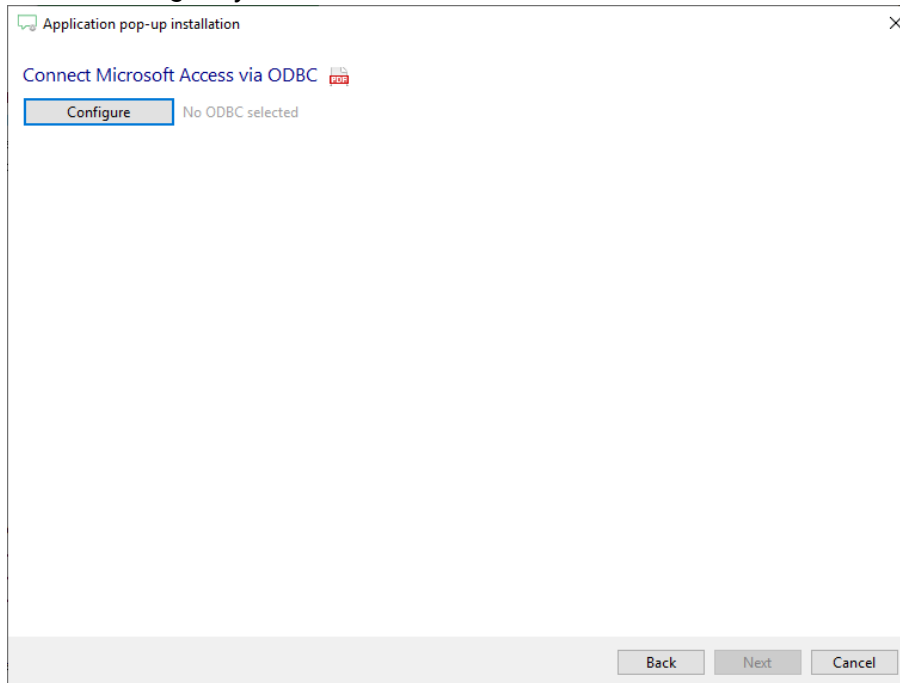 Application pop-up installation
Connect Microsoft Access via ODBC PDF
Configure No ODBC selected
Back Next Cancel